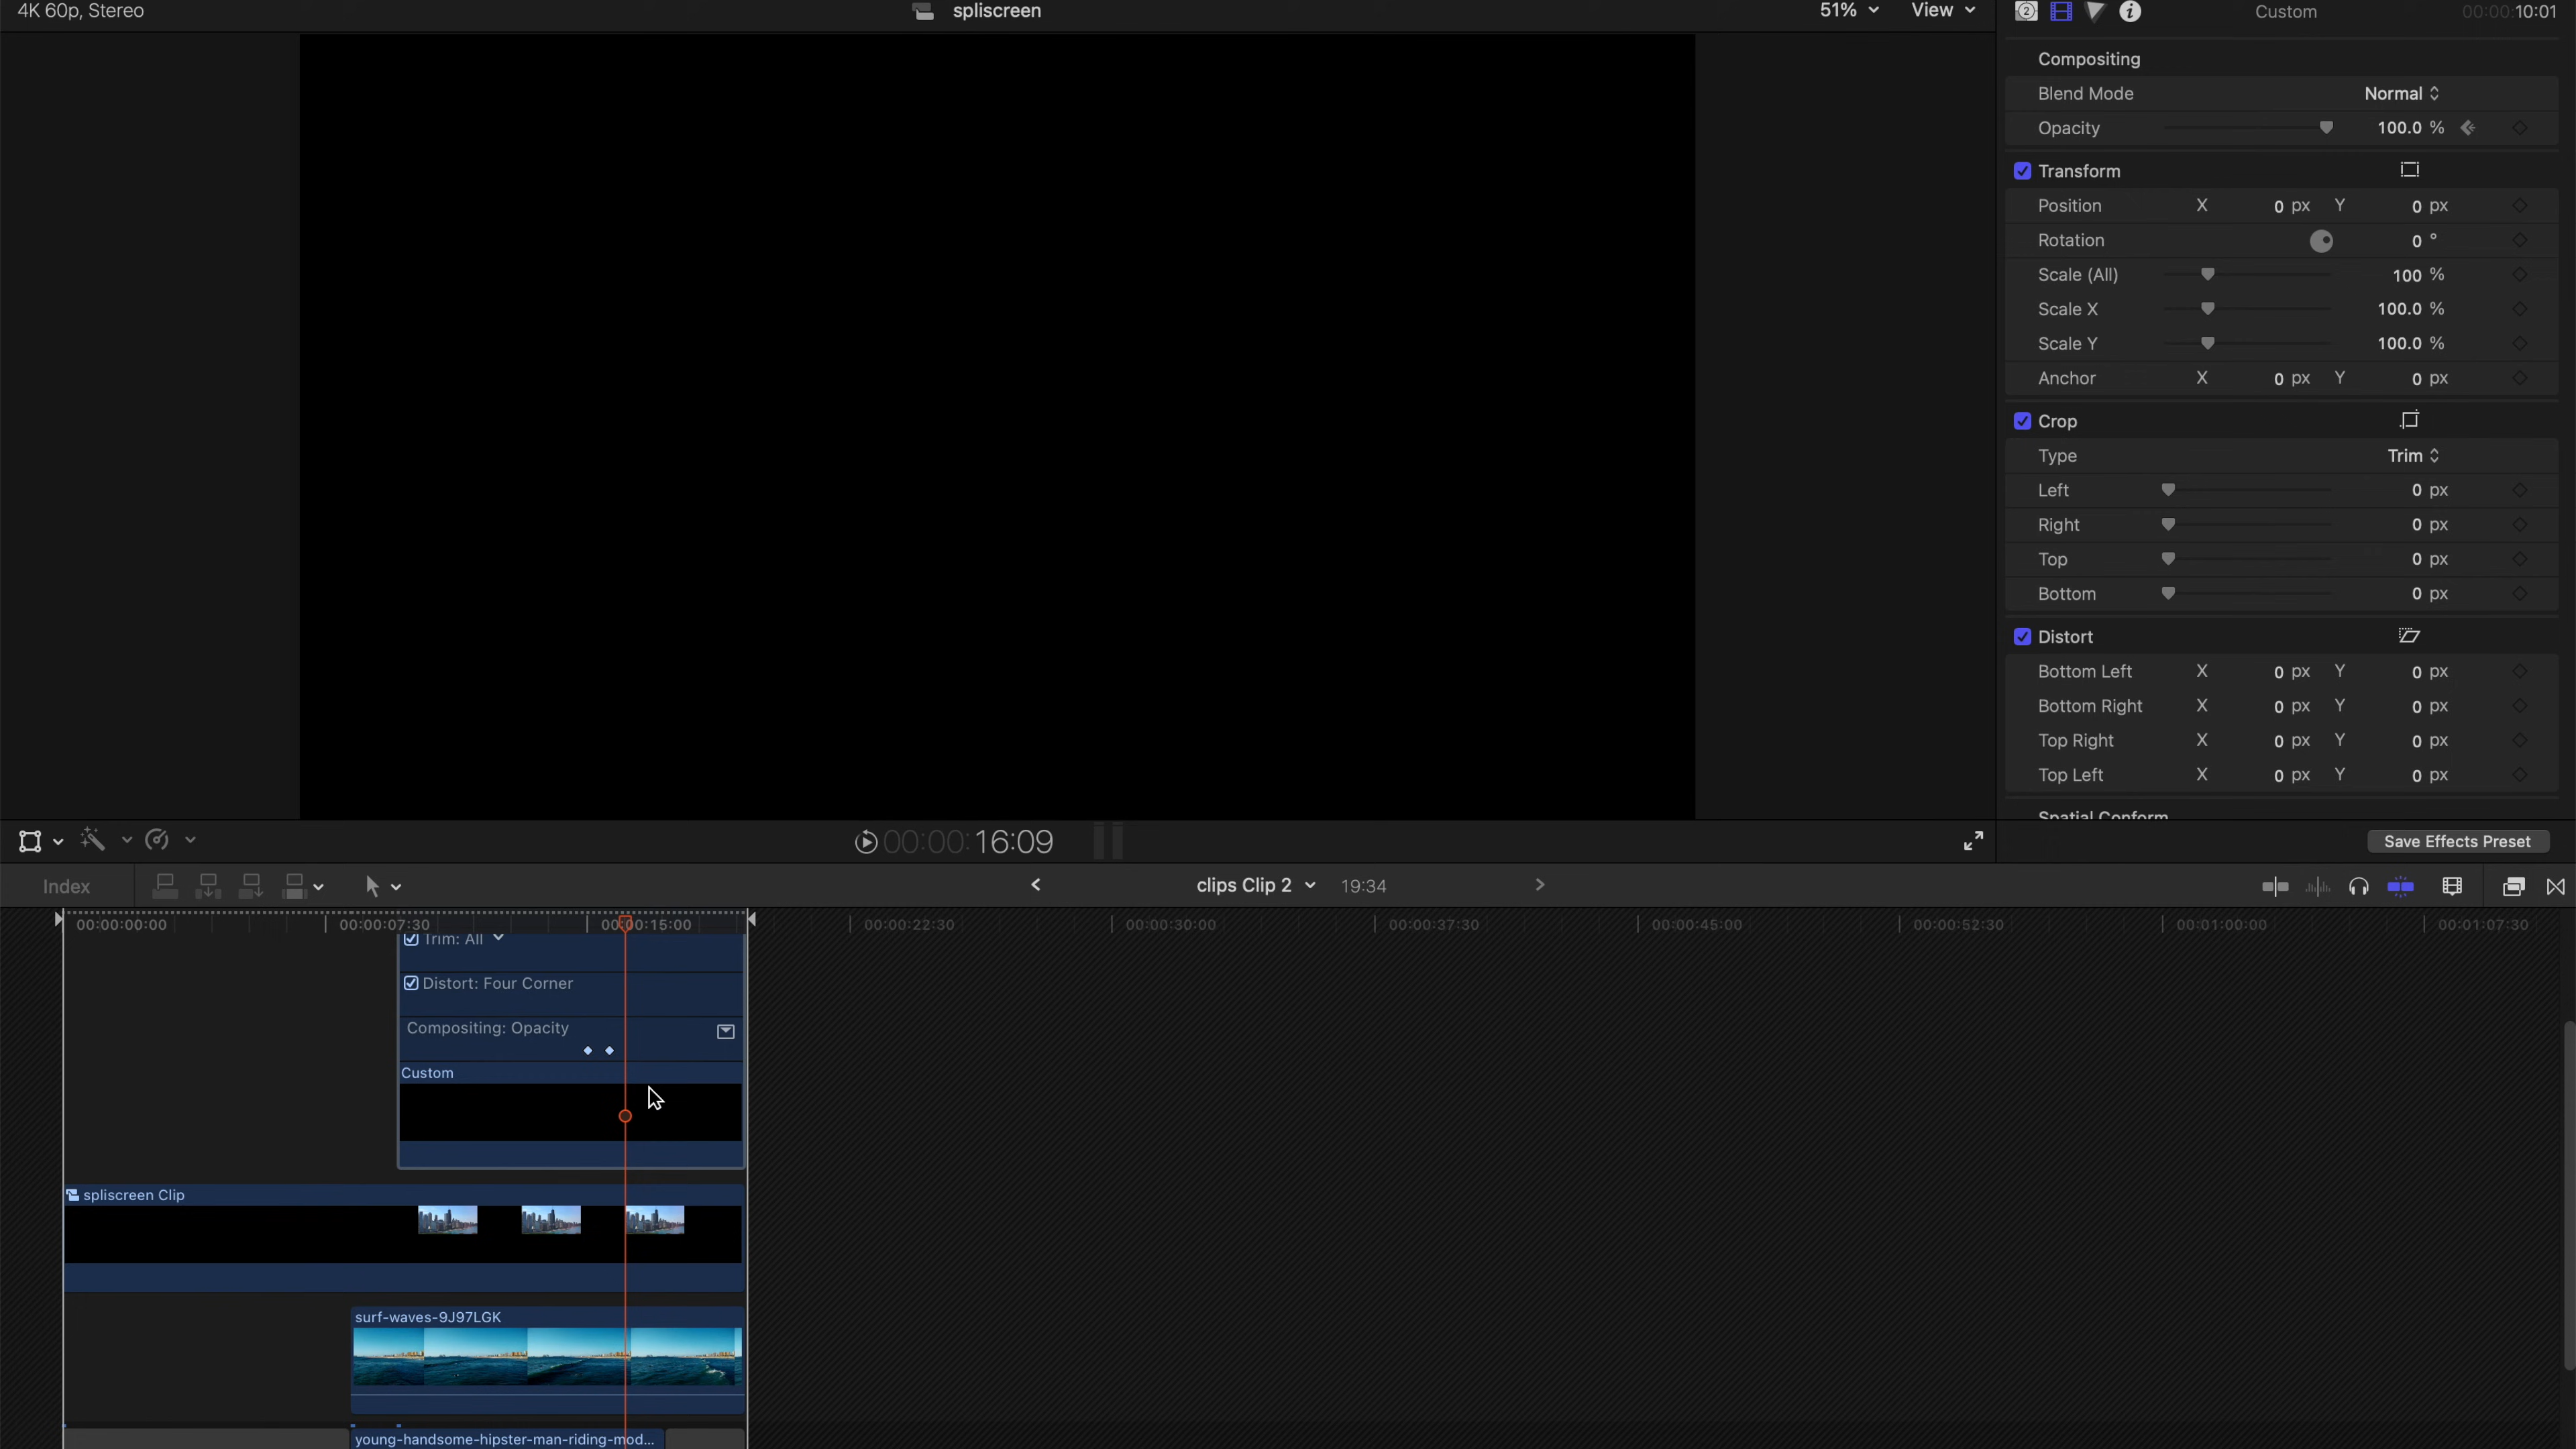 4K 60p, Stereo
spliscreen
51%
View
Custom
00:00:10:01
Compositing
Blend Mode Normal
Opacity 100.0 %
Transform
Position X 0 px Y 0 px
Rotation 0 °
Scale (All) 100 %
Scale X 100.0 %
Scale Y 100.0 %
Anchor X 0 px Y 0 px
Crop
Type Trim
Left 0 px
Right 0 px
Top 0 px
Bottom 0 px
Distort
Bottom Left X 0 px Y 0 px
Bottom Right X 0 px Y 0 px
Top Right X 0 px Y 0 px
Top Left X 0 px Y 0 px
Spatial Conform
00:00:16:09
Save Effects Preset
Index
clips Clip 2
19:34
00:00:00:00 00:00:07:30 00:00:15:00 00:00:22:30 00:00:30:00 00:00:37:30 00:00:45:00 00:00:52:30 00:01:00:00 00:01:07:30
Trim: All
Distort: Four Corner
Compositing: Opacity
Custom
spliscreen Clip
surf-waves-9J97LGK
young-handsome-hipster-man-riding-mod...